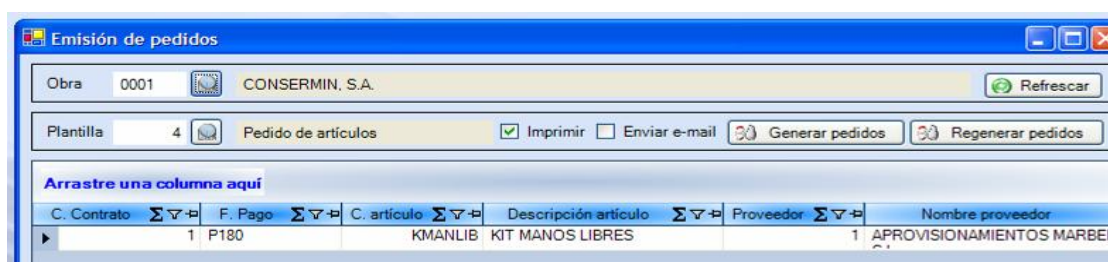 Emisión de pedidos
Obra 0001 CONSERMIN, S.A. Refrescar
Plantilla 4 Pedido de artículos Imprimir Enviar e-mail Generar pedidos Regenerar pedidos
Arrastre una columna aquí
C. Contrato F. Pago C. artículo Descripción artículo Proveedor Nombre proveedor
1 P180 KMANLIB KIT MANOS LIBRES 1 APROVISIONAMIENTOS MARBE